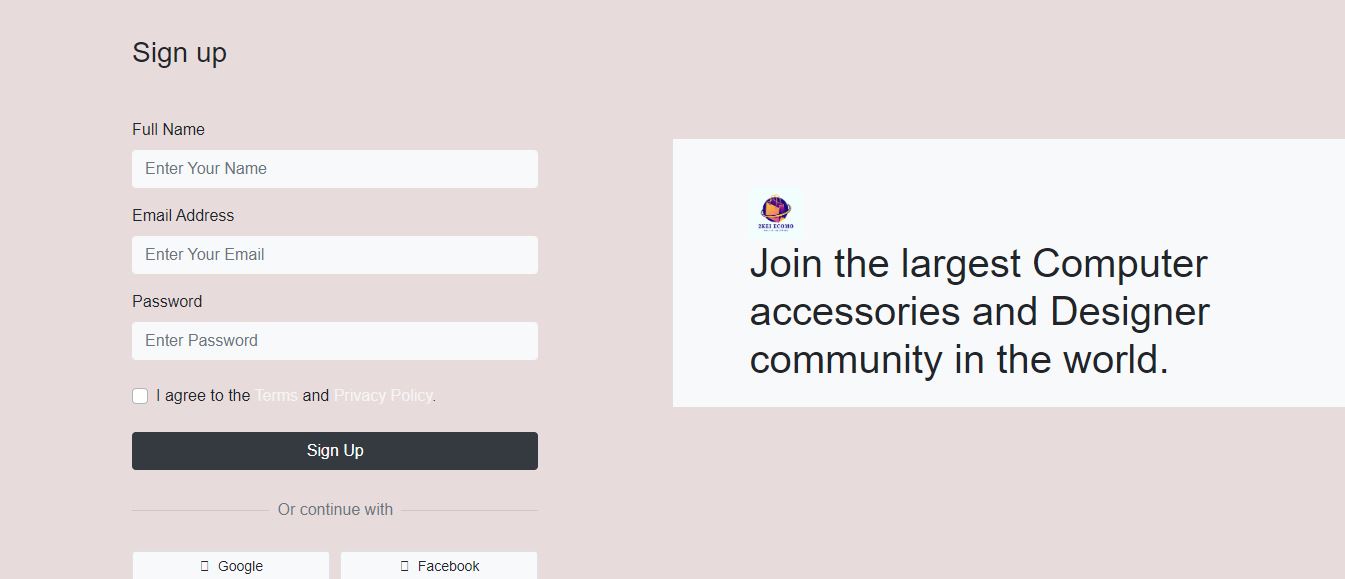 Sign up
Full Name
Enter Your Name
Email Address
Enter Your Email
Password
Enter Password
I agree to the Terms and Privacy Policy.
Sign Up
Or continue with
Google Facebook
Join the largest Computer
accessories and Designer
community in the world.